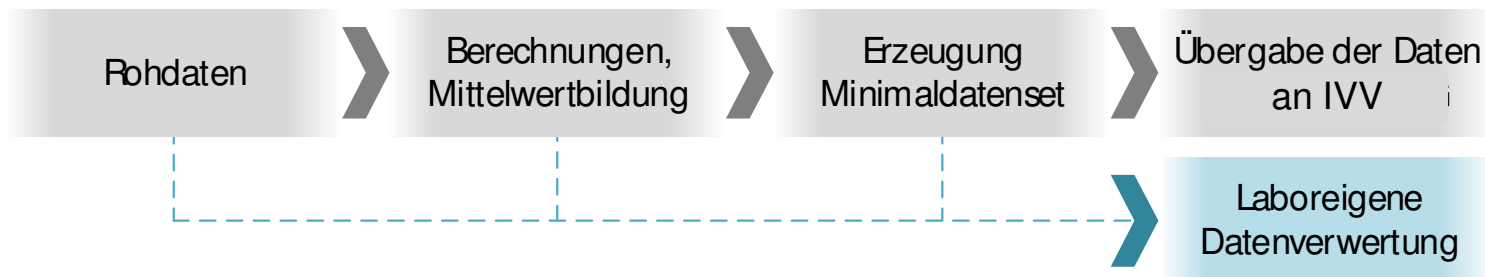 Rohdaten
Berechnungen,
Mittelwertbildung
Erzeugung
Minimaldatenset
Übergabe der Daten
an IVV
Laboreigene
Datenverwertung